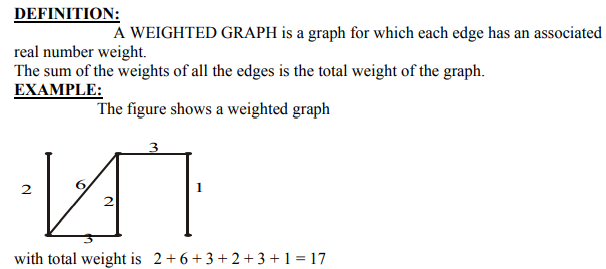 DEFINITION:
A WEIGHTED GRAPH is a graph for which each edge has an associated
real number weight.
The sum of the weights of all the edges is the total weight of the graph.
EXAMPLE:
The figure shows a weighted graph
3
2
6
1
2
3
with total weight is 2 + 6 + 3 + 2 + 3 + 1 = 17